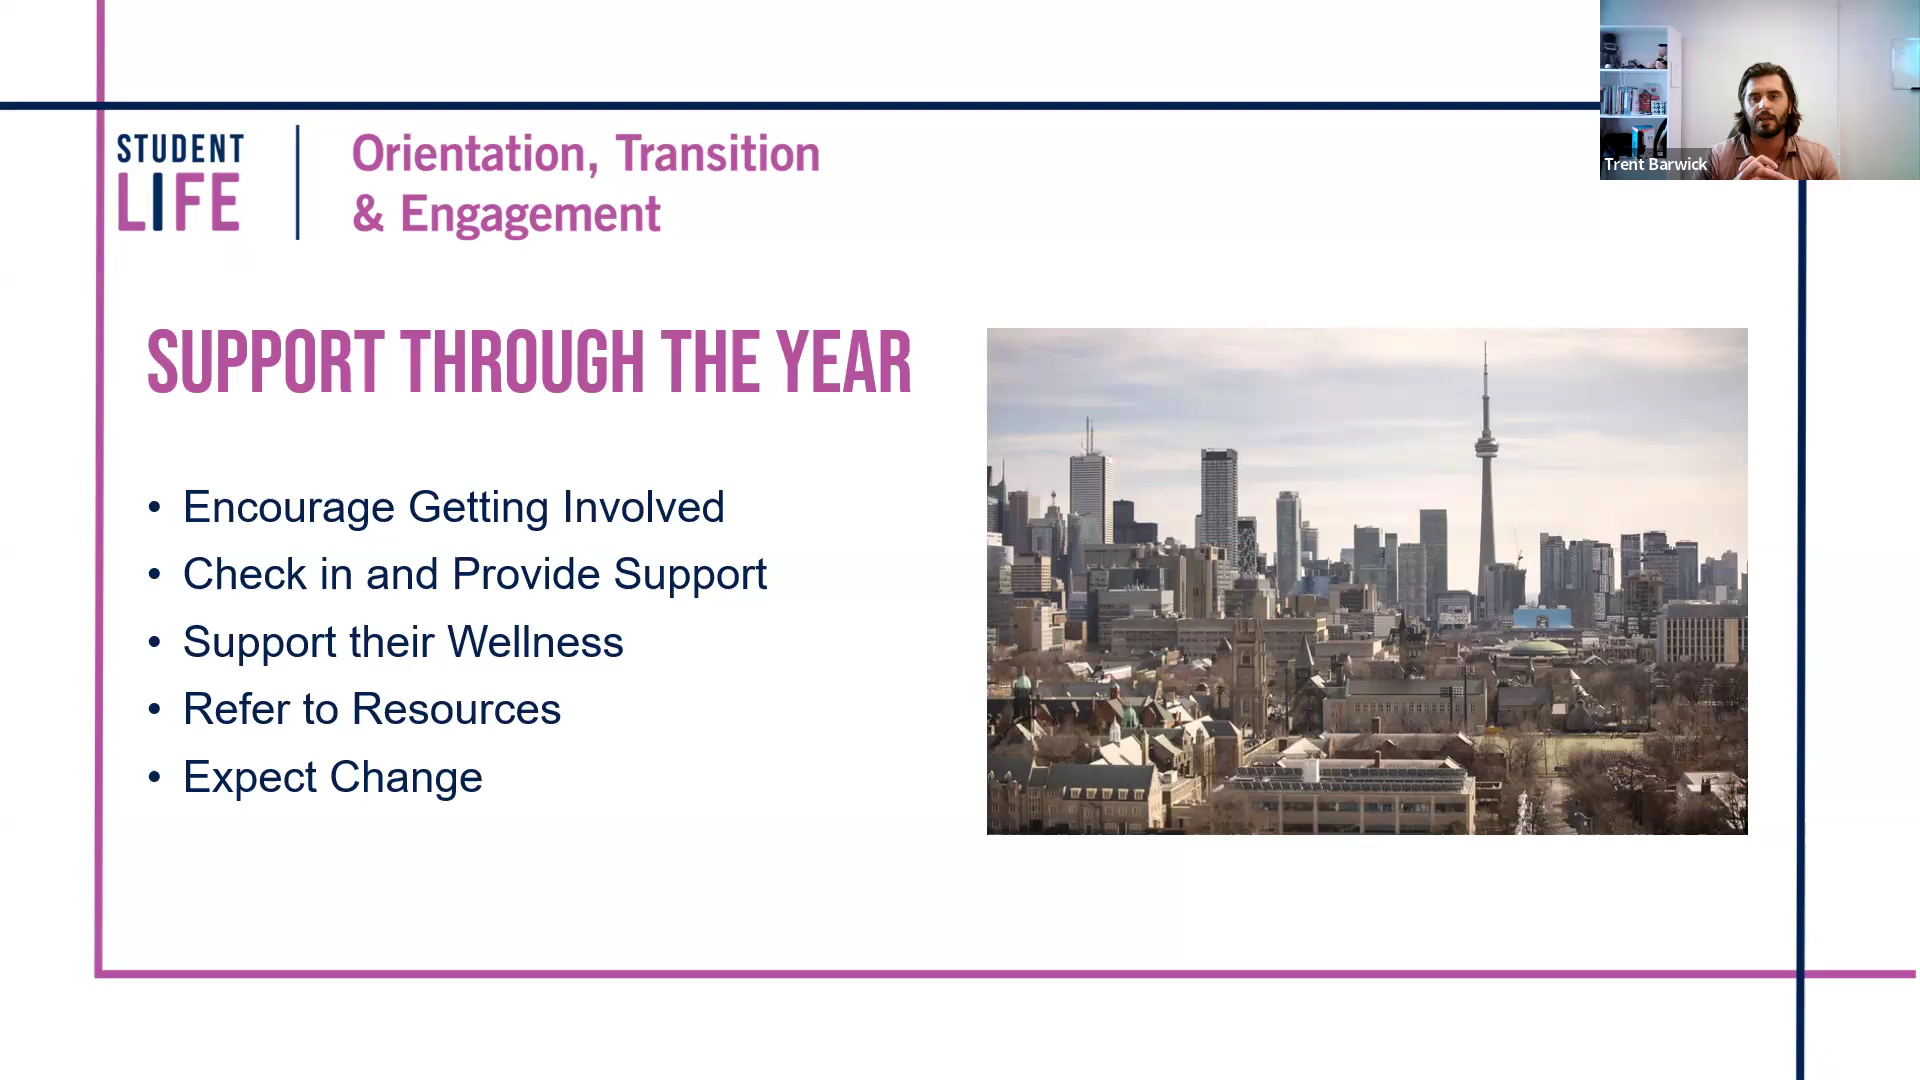 STUDENT
LIFE
Orientation, Transition
& Engagement
Trent Barwick
SUPPORT THROUGH THE YEAR
• Encourage Getting Involved
• Check in and Provide Support
• Support their Wellness
• Refer to Resources
• Expect Change